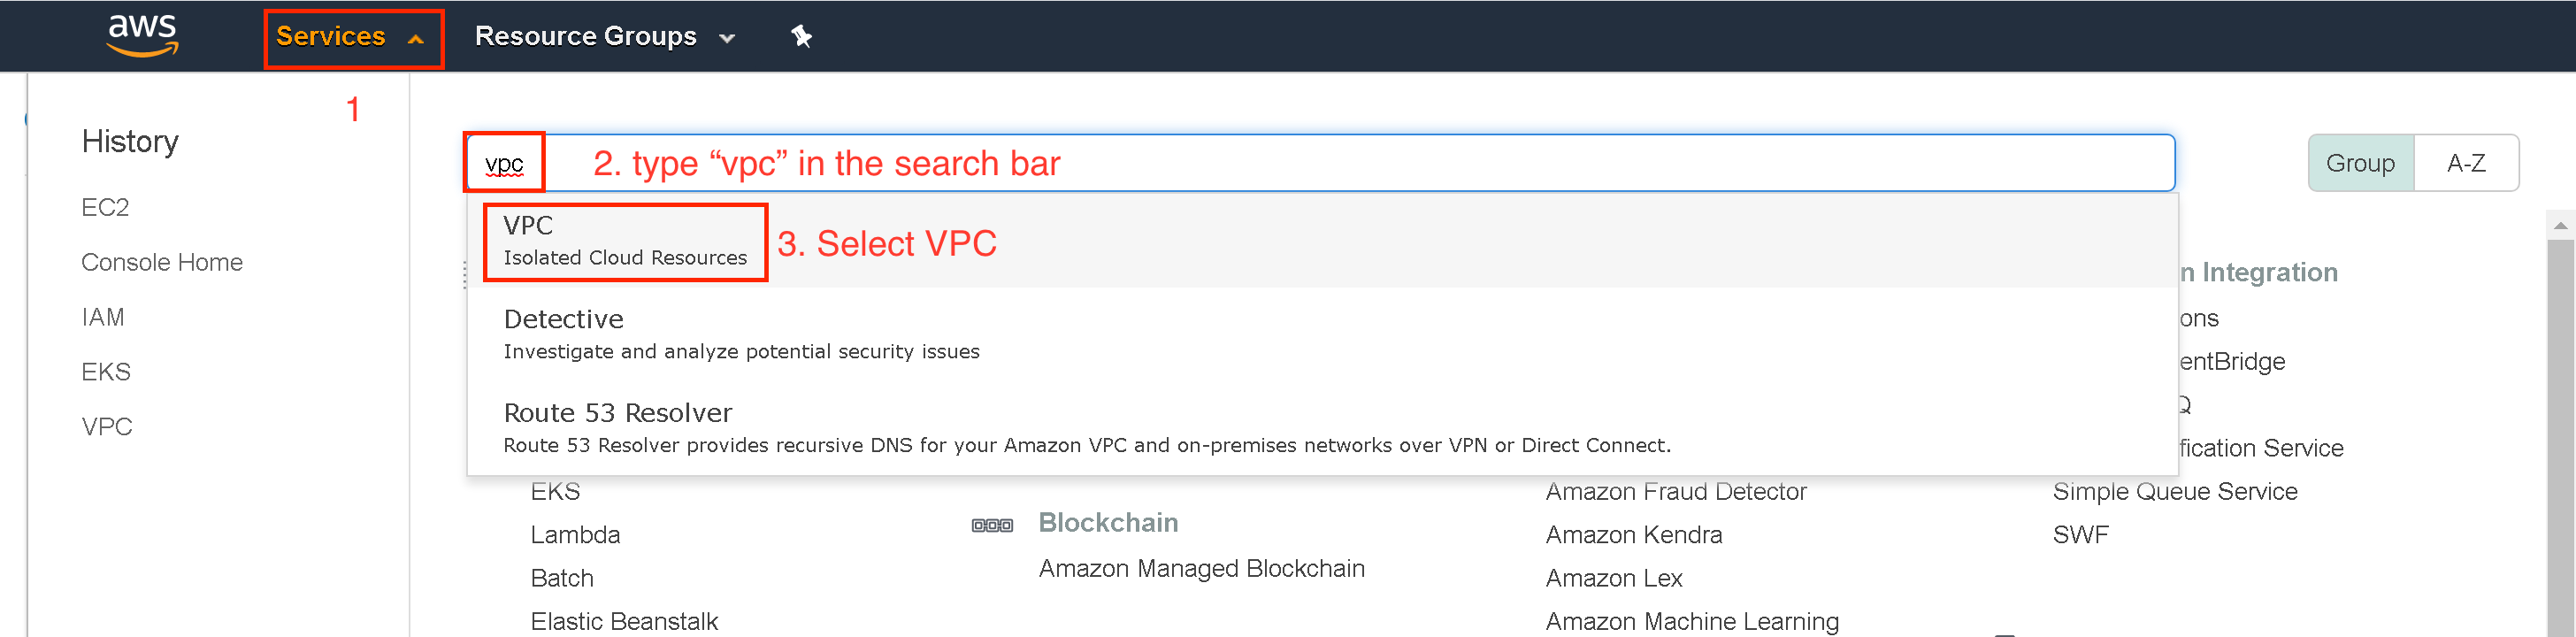 aws
Services
Resource Groups
1
History
EC2
Console Home
IAM
EKS
VPC
vpc
2. type “vpc” in the search bar
Group
A-Z
VPC
Isolated Cloud Resources
3. Select VPC
Detective
Investigate and analyze potential security issues
Route 53 Resolver
Route 53 Resolver provides recursive DNS for your Amazon VPC and on-premises networks over VPN or Direct Connect.
EKS
Lambda
Batch
Elastic Beanstalk
Blockchain
Amazon Managed Blockchain
Amazon Fraud Detector
Amazon Kendra
Amazon Lex
Amazon Machine Learning
n Integration
ons
entBridge
Q
fication Service
Simple Queue Service
SWF